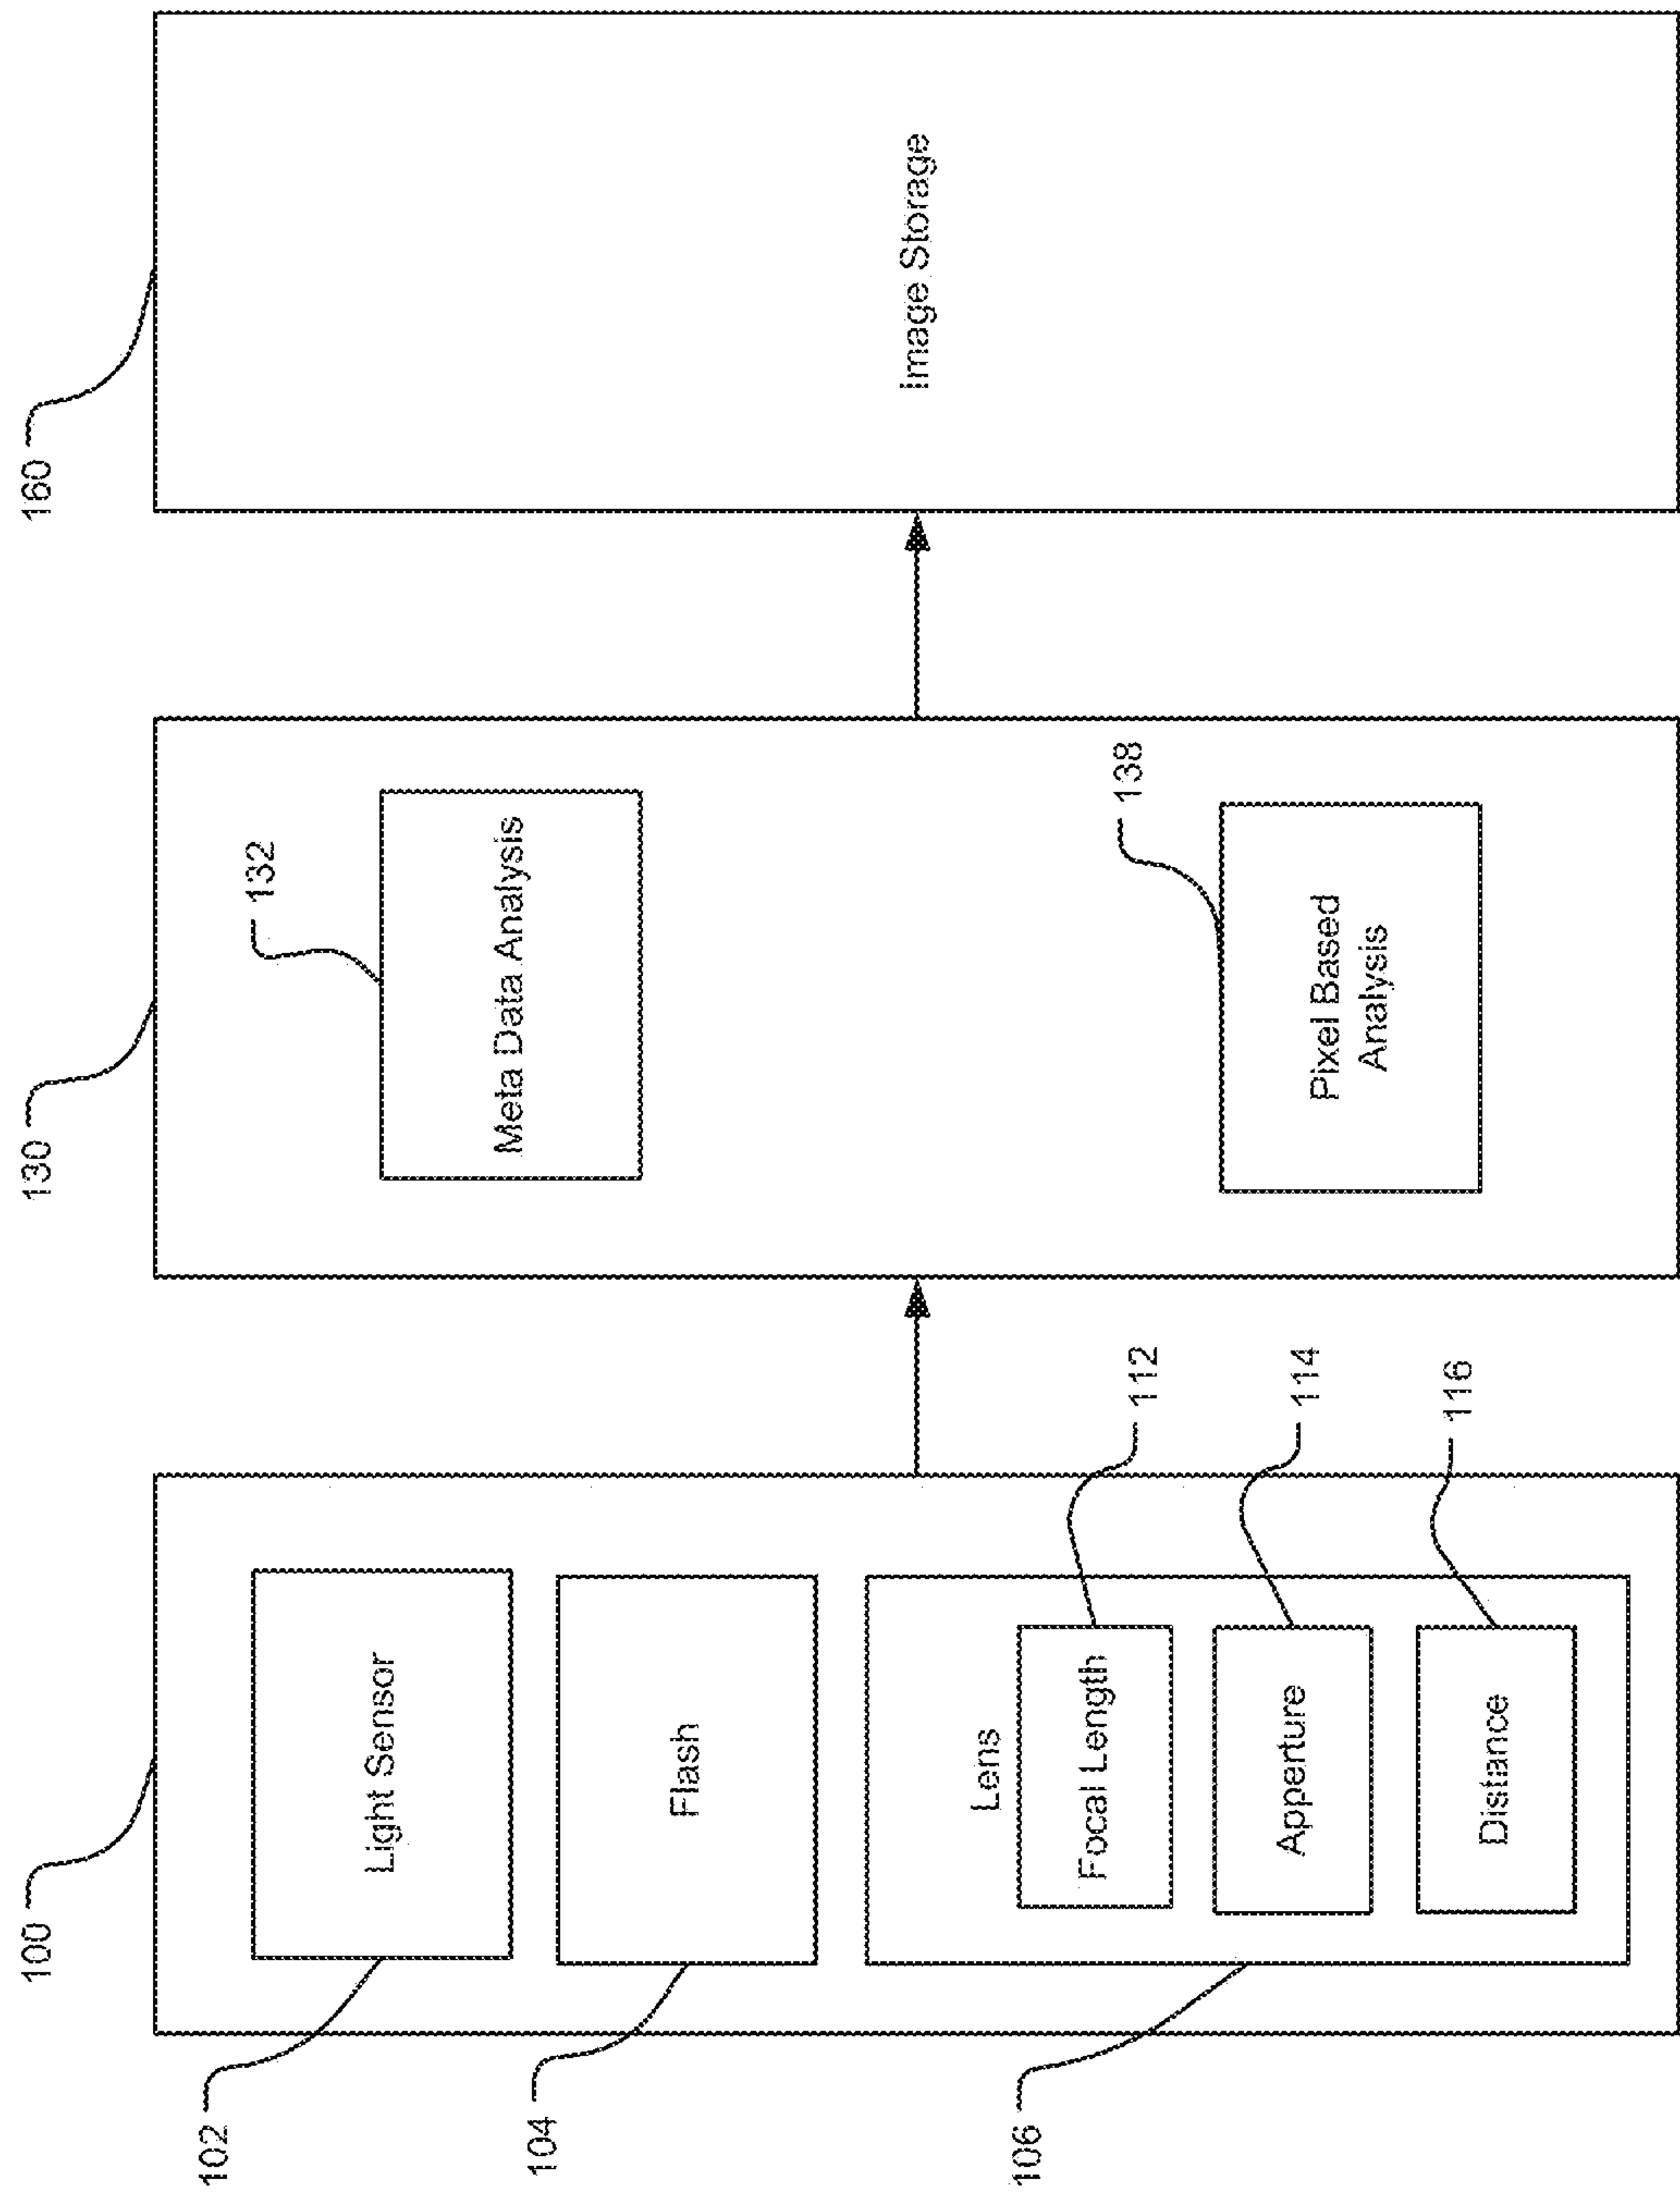 100
102
Light Sensor
104
Flash
106
Lens
Focal Length
112
Apperture
114
Distance
116
130
132
Meta Data Analysis
138
Pixel Based
Analysis
160
Image Storage